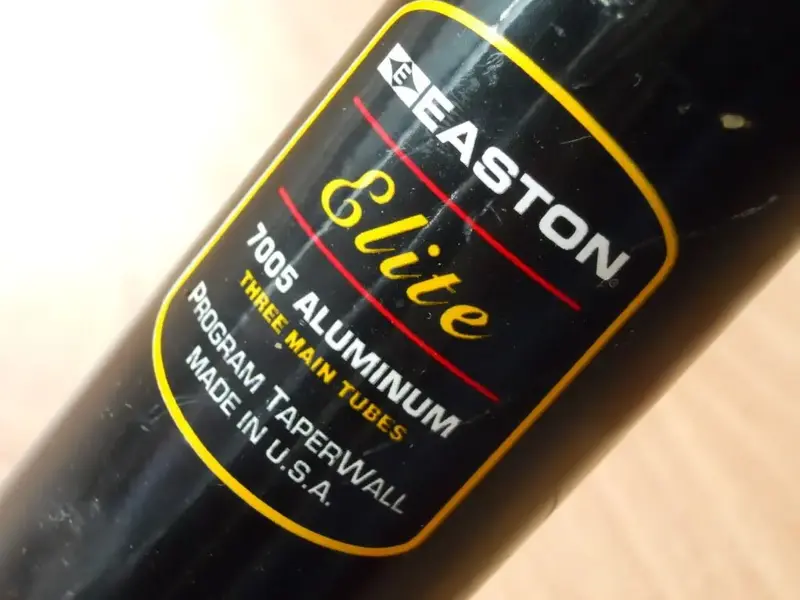 E EASTON®
Elite
7005 ALUMINUM
THREE MAIN TUBES
PROGRAM TAPERWALL
MADE IN U.S.A.